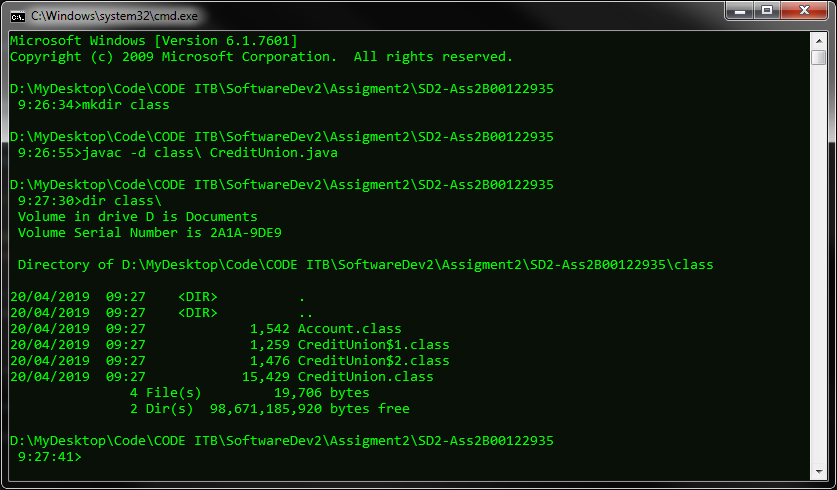 C:\Windows\system32\cmd.exe
Microsoft Windows [Version 6.1.7601]
Copyright (c) 2009 Microsoft Corporation.  All rights reserved.
D:\MyDesktop\Code\CODE ITB\SoftwareDev2\Assigment2\SD2-Ass2B00122935
 9:26:34>mkdir class
D:\MyDesktop\Code\CODE ITB\SoftwareDev2\Assigment2\SD2-Ass2B00122935
 9:26:55>javac -d class\ CreditUnion.java
D:\MyDesktop\Code\CODE ITB\SoftwareDev2\Assigment2\SD2-Ass2B00122935
 9:27:30>dir class\
 Volume in drive D is Documents
 Volume Serial Number is 2A1A-9DE9
 Directory of D:\MyDesktop\Code\CODE ITB\SoftwareDev2\Assigment2\SD2-Ass2B00122935\class
20/04/2019  09:27    <DIR>          .
20/04/2019  09:27    <DIR>          ..
20/04/2019  09:27             1,542 Account.class
20/04/2019  09:27             1,259 CreditUnion$1.class
20/04/2019  09:27             1,476 CreditUnion$2.class
20/04/2019  09:27            15,429 CreditUnion.class
               4 File(s)         19,706 bytes
               2 Dir(s)  98,671,185,920 bytes free
D:\MyDesktop\Code\CODE ITB\SoftwareDev2\Assigment2\SD2-Ass2B00122935
 9:27:41>